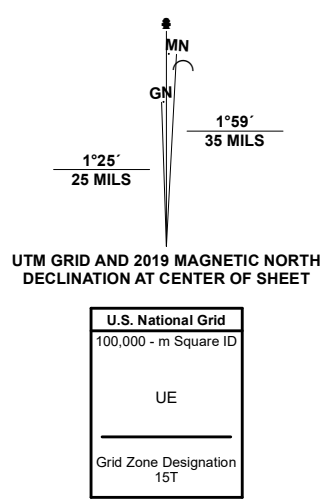 MN
GN
1°59´
35 MILS
1°25´
25 MILS
UTM GRID AND 2019 MAGNETIC NORTH
DECLINATION AT CENTER OF SHEET
U.S. National Grid
100,000 - m Square ID
UE
Grid Zone Designation
15T